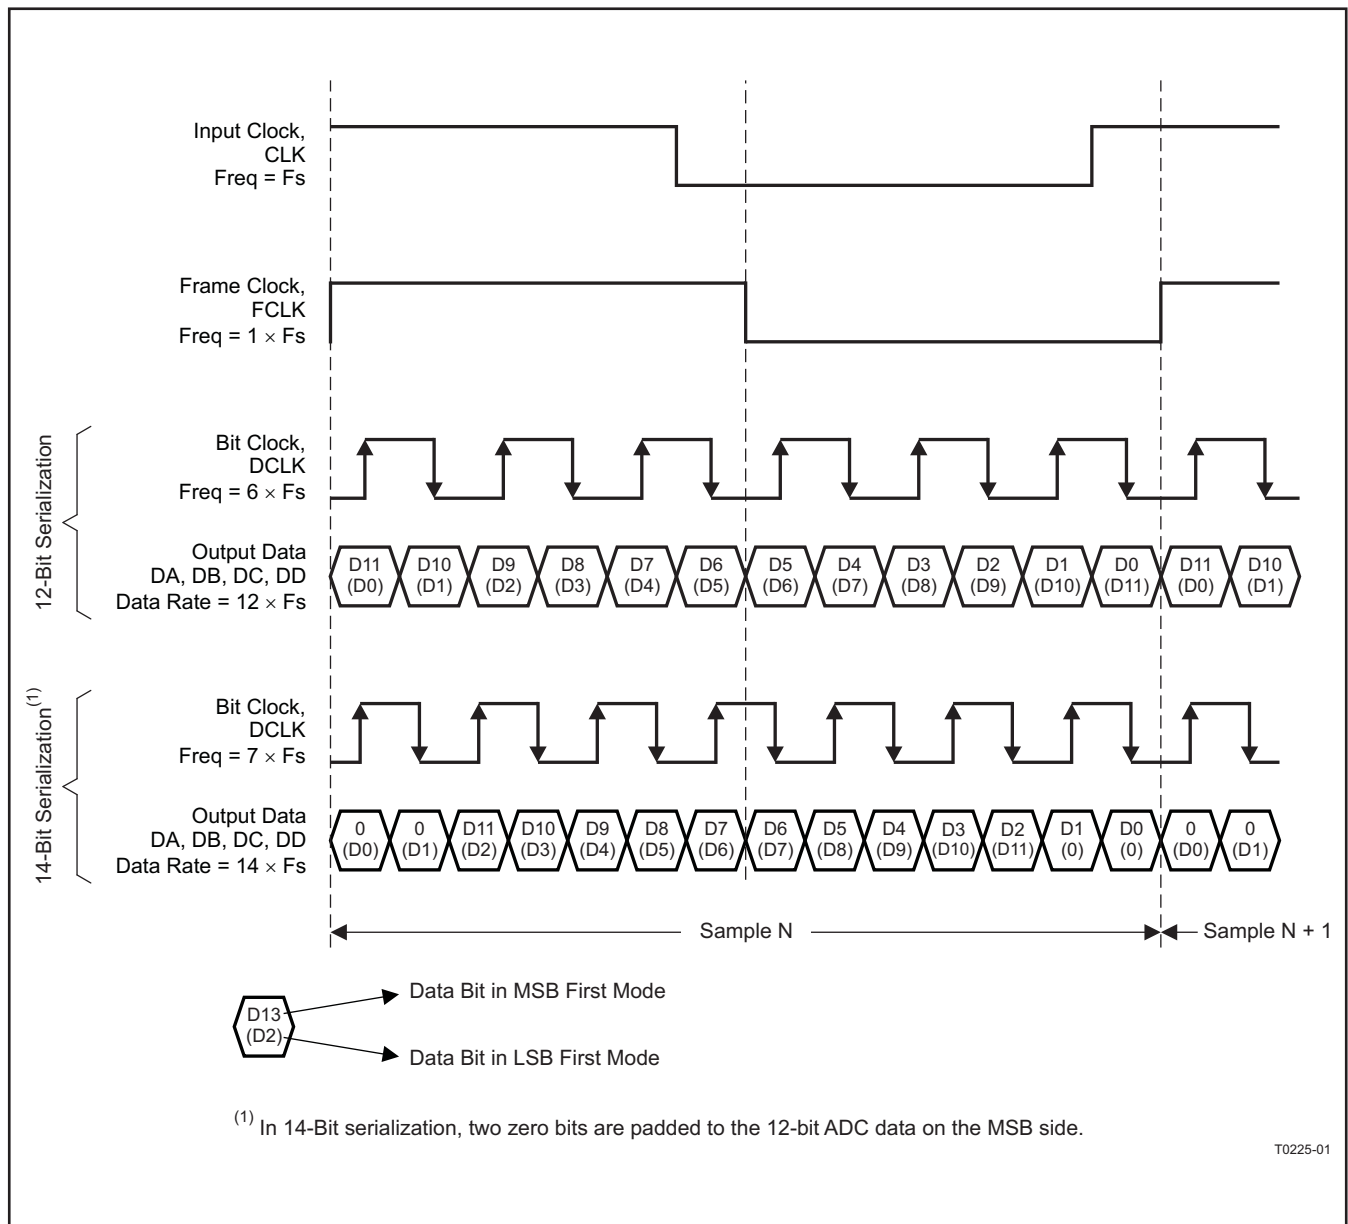 Input Clock,
CLK
Freq = Fs
Frame Clock,
FCLK
Freq = 1 × Fs
12-Bit Serialization
Bit Clock,
DCLK
Freq = 6 × Fs
Output Data
DA, DB, DC, DD
Data Rate = 12 × Fs
D11 D10 D9 D8 D7 D6 D5 D4 D3 D2 D1 D0 D11 D10
(D0) (D1) (D2) (D3) (D4) (D5) (D6) (D7) (D8) (D9) (D10) (D11) (D0) (D1)
14-Bit Serialization(1)
Bit Clock,
DCLK
Freq = 7 × Fs
Output Data
DA, DB, DC, DD
Data Rate = 14 × Fs
0 0 D11 D10 D9 D8 D7 D6 D5 D4 D3 D2 D1 D0 0 0
(D0) (D1) (D2) (D3) (D4) (D5) (D6) (D7) (D8) (D9) (D10) (D11) (0) (0) (D0) (D1)
Sample N
Sample N + 1
D13
(D2)
Data Bit in MSB First Mode
Data Bit in LSB First Mode
(1) In 14-Bit serialization, two zero bits are padded to the 12-bit ADC data on the MSB side.
T0225-01